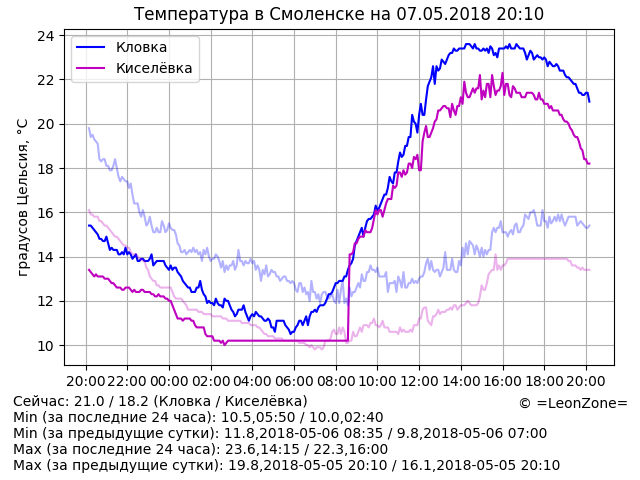 Температура в Смоленске на 07.05.2018 20:10
Кловка
Киселёвка
градусов Цельсия, °C
24
22
20
18
16
14
12
10
20:00 22:00 00:00 02:00 04:00 06:00 08:00 10:00 12:00 14:00 16:00 18:00 20:00
Сейчас: 21.0 / 18.2 (Кловка / Киселёвка)
© =LeonZone=
Min (за последние 24 часа): 10.5,05:50 / 10.0,02:40
Min (за предыдущие сутки): 11.8,2018-05-06 08:35 / 9.8,2018-05-06 07:00
Max (за последние 24 часа): 23.6,14:15 / 22.3,16:00
Max (за предыдущие сутки): 19.8,2018-05-05 20:10 / 16.1,2018-05-05 20:10